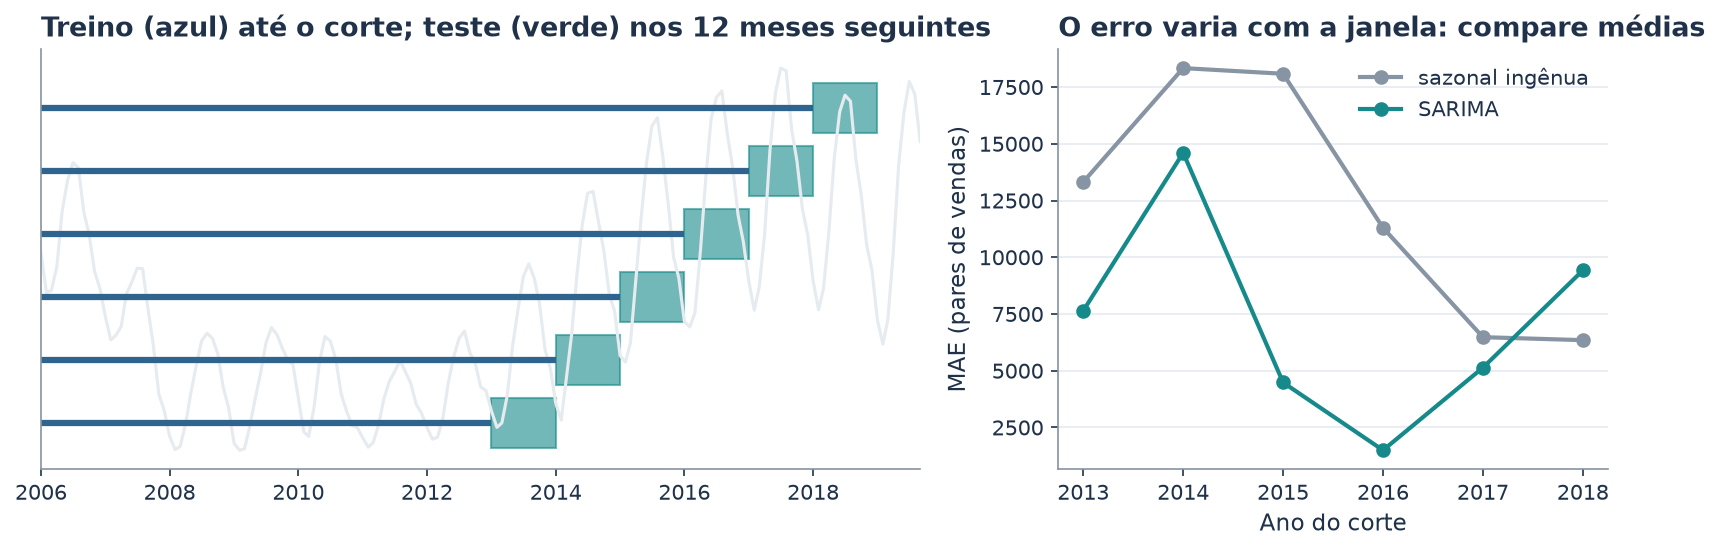 Treino (azul) até o corte; teste (verde) nos 12 meses seguintes
2006 2008 2010 2012 2014 2016 2018
O erro varia com a janela: compare médias
sazonal ingênua
SARIMA
MAE (pares de vendas)
17500
15000
12500
10000
7500
5000
2500
2013 2014 2015 2016 2017 2018
Ano do corte